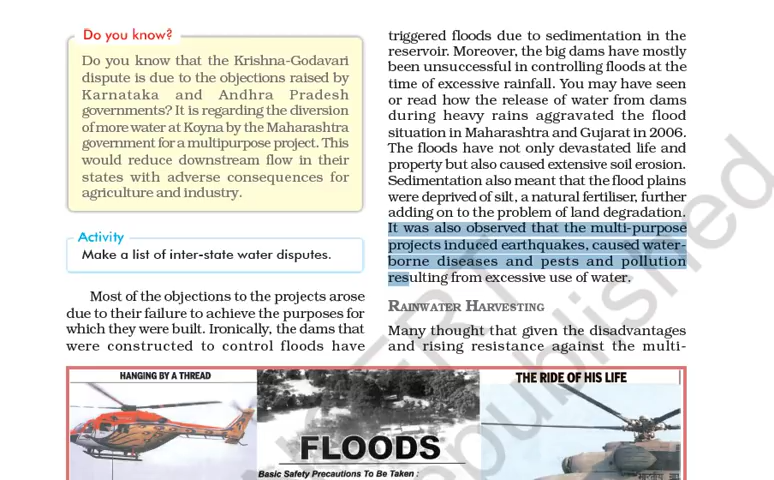 Do you know?
Do you know that the Krishna-Godavari
dispute is due to the objections raised by
Karnataka and Andhra Pradesh
governments? It is regarding the diversion
of more water at Koyna by the Maharashtra
government for a multipurpose project. This
would reduce downstream flow in their
states with adverse consequences for
agriculture and industry.
Activity
Make a list of inter-state water disputes.
Most of the objections to the projects arose
due to their failure to achieve the purposes for
which they were built. Ironically, the dams that
were constructed to control floods have
triggered floods due to sedimentation in the
reservoir. Moreover, the big dams have mostly
been unsuccessful in controlling floods at the
time of excessive rainfall. You may have seen
or read how the release of water from dams
during heavy rains aggravated the flood
situation in Maharashtra and Gujarat in 2006.
The floods have not only devastated life and
property but also caused extensive soil erosion.
Sedimentation also meant that the flood plains
were deprived of silt, a natural fertiliser, further
adding on to the problem of land degradation.
It was also observed that the multi-purpose
projects induced earthquakes, caused water-
borne diseases and pests and pollution
resulting from excessive use of water.
RAINWATER HARVESTING
Many thought that given the disadvantages
and rising resistance against the multi-
HANGING BY A THREAD
FLOODS
Basic Safety Precautions To Be Taken :
THE RIDE OF HIS LIFE